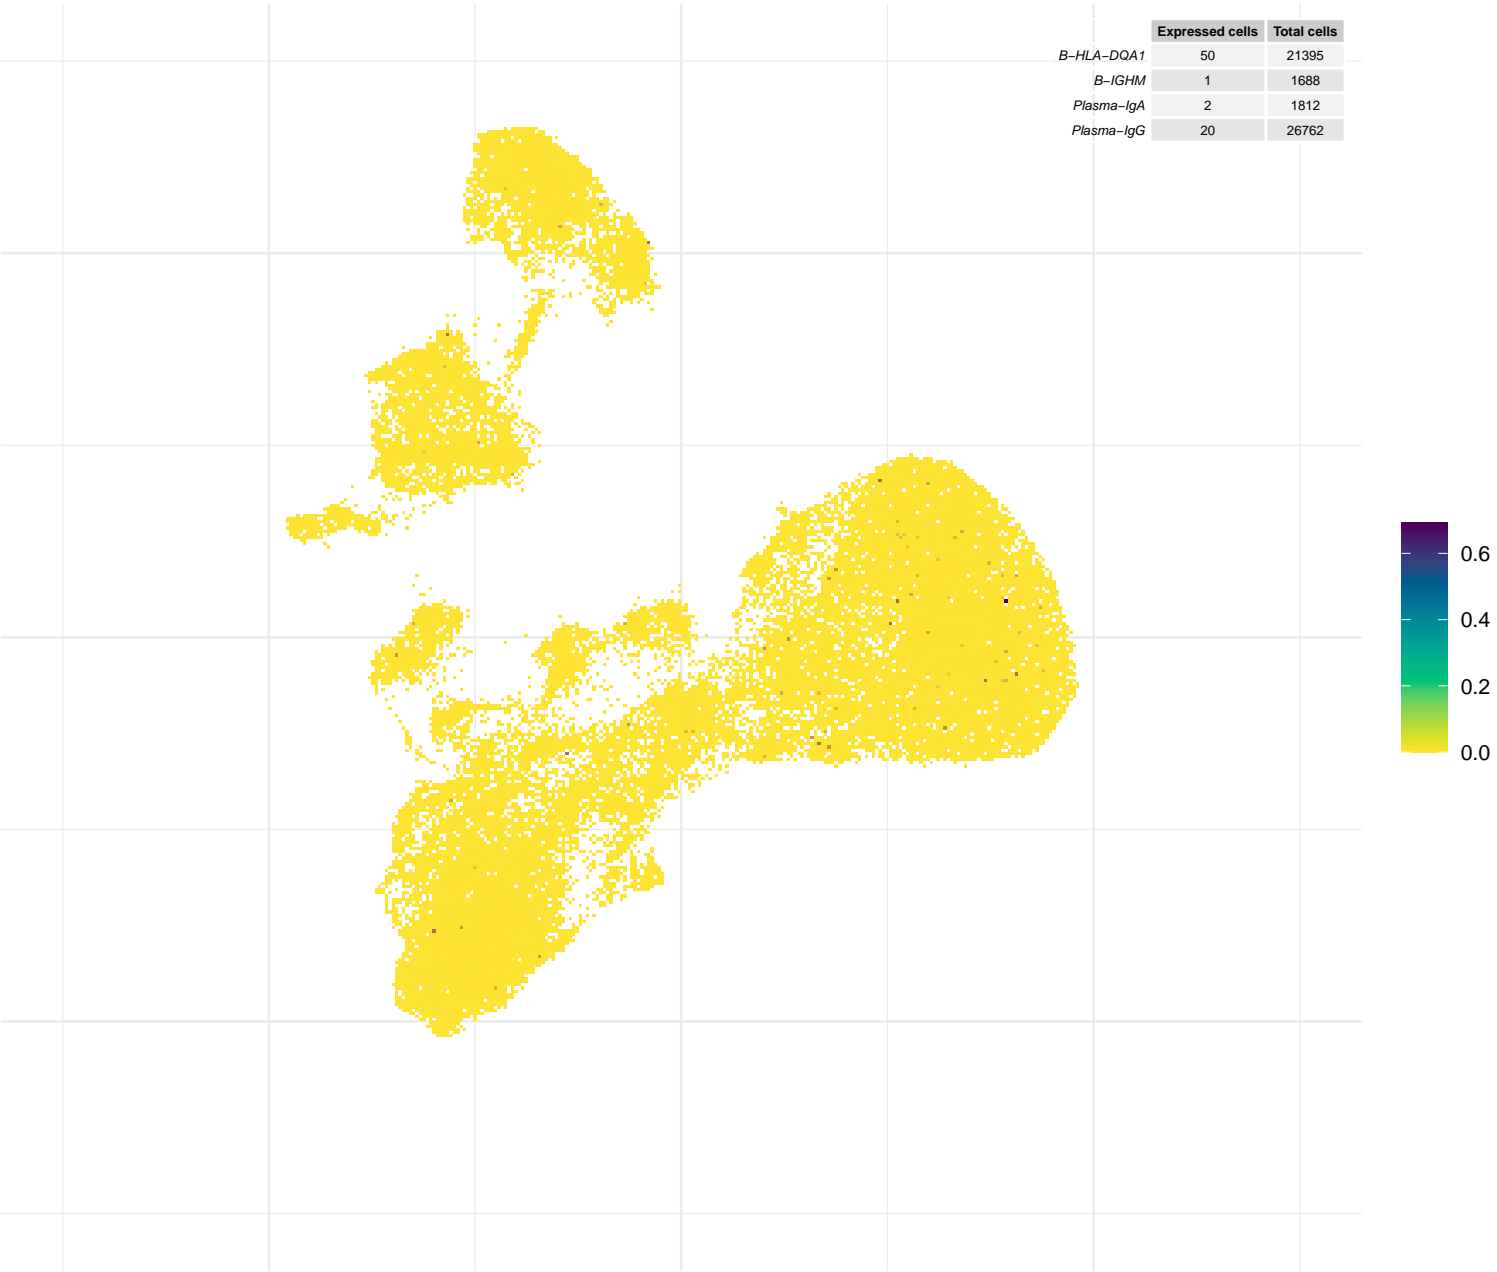 Expressed cells Total cells
B–HLA–DQA1 50 21395
B–IGHM 1 1688
Plasma–IgA 2 1812
Plasma–IgG 20 26762
0.6
0.4
0.2
0.0